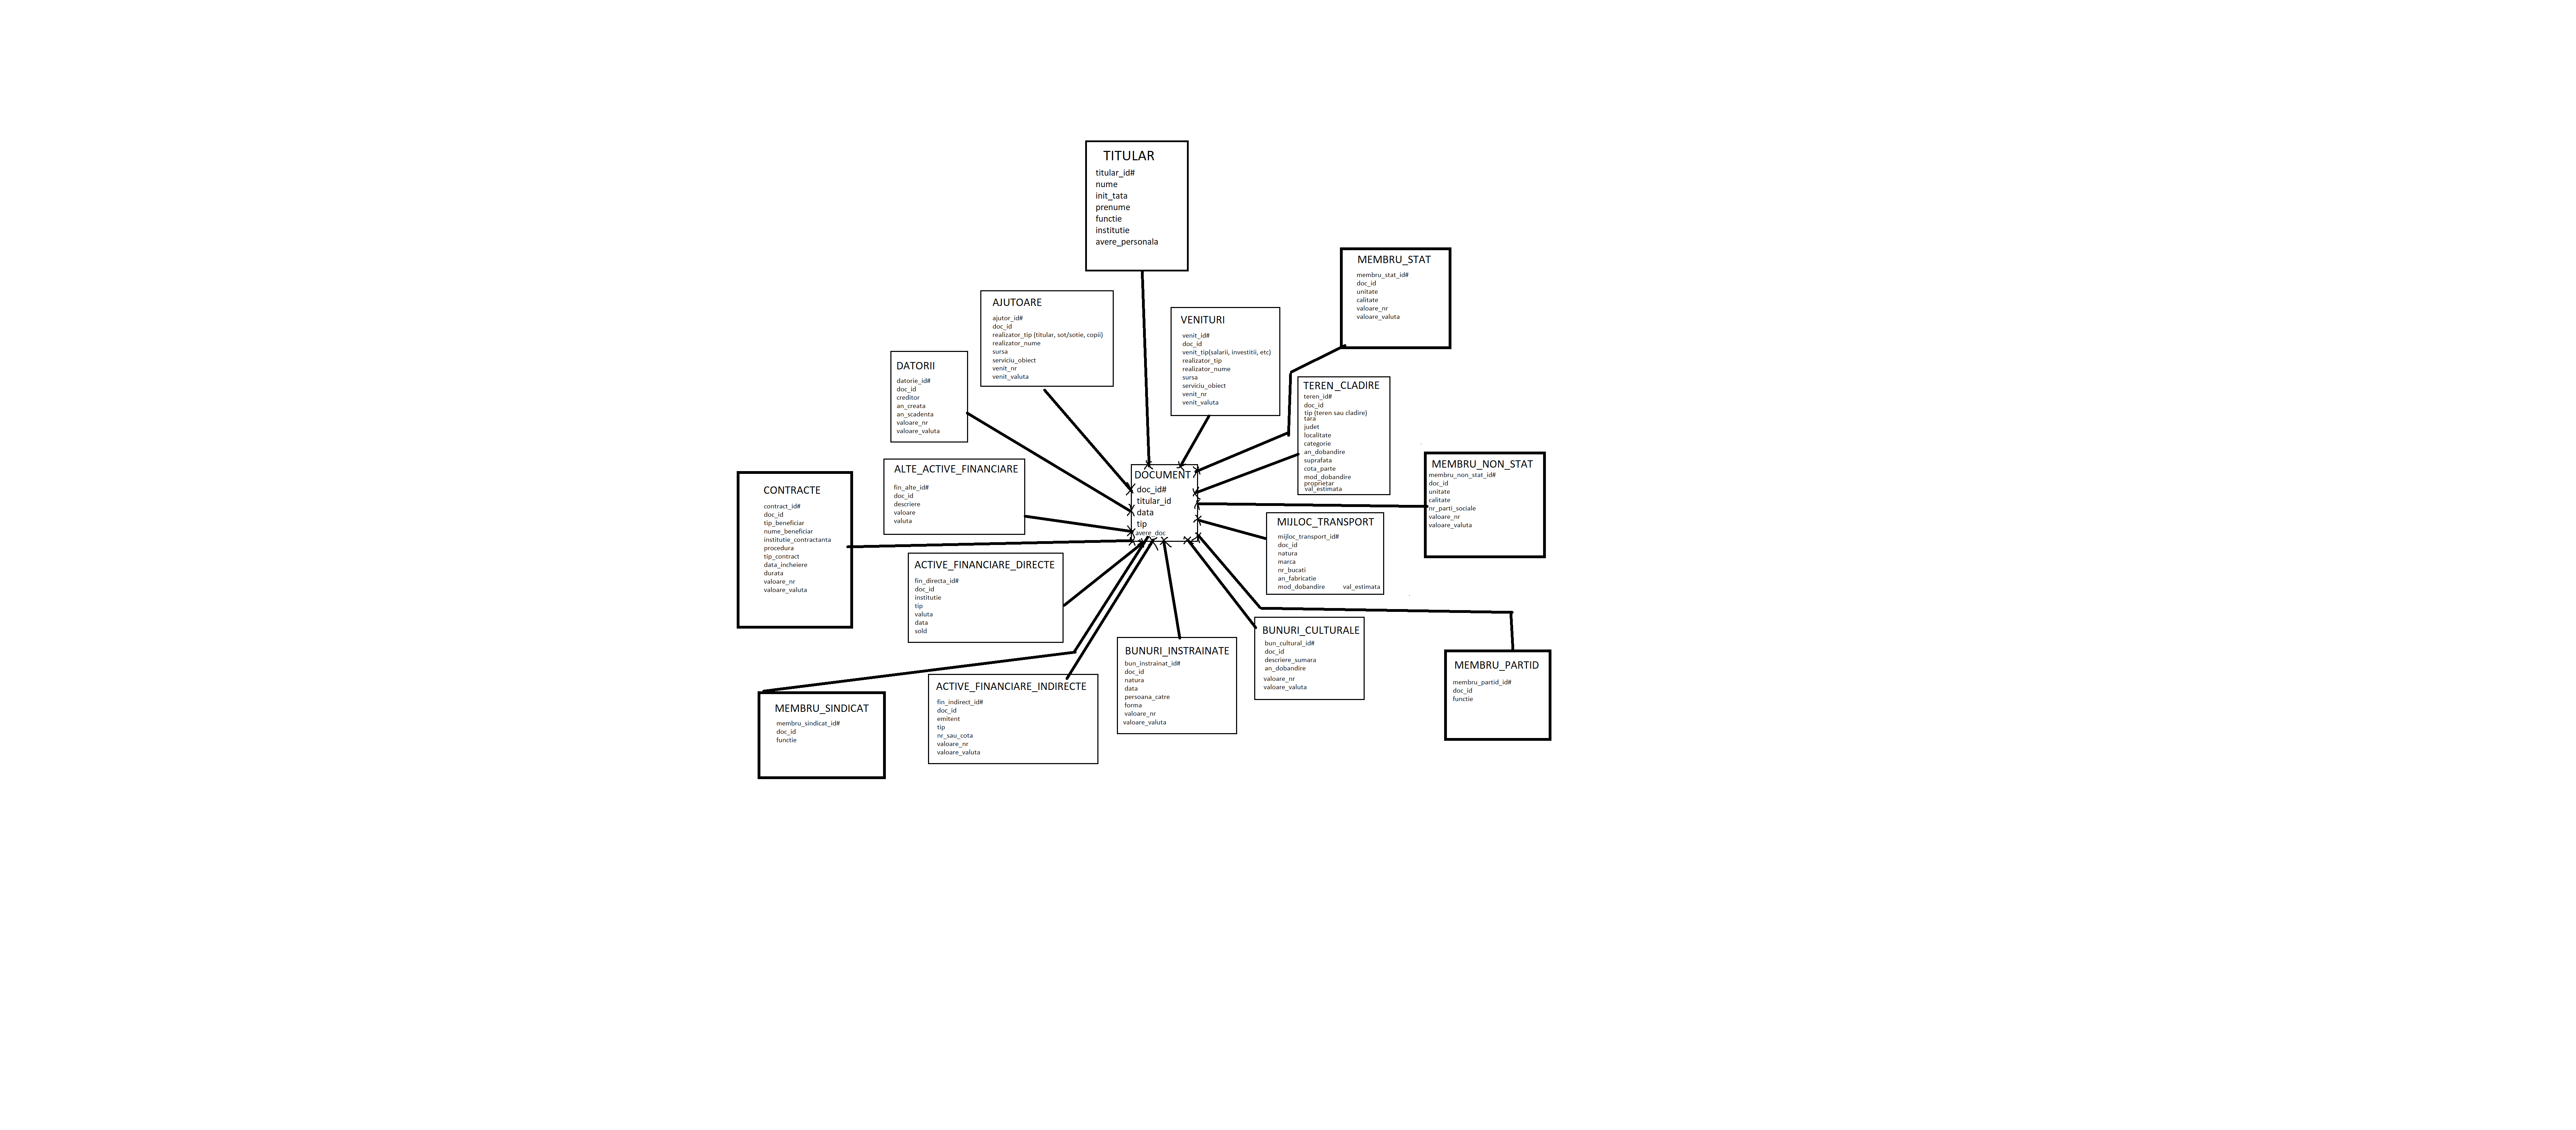 TITULAR
titular_id#
nume
init_tata
prenume
functie
institutie
avere_personala
MEMBRU_STAT
membru_stat_id#
doc_id
unitate
calitate
valoare_nr
valoare_valuta
AJUTOARE
ajutor_id#
doc_id
realizator_tip (titular, sot/sotie, copii)
realizator_nume
sursa
serviciu_obiect
venit_nr
venit_valuta
VENITURI
venit_id#
doc_id
venit_tip(salarii, investitii, etc)
realizator_tip
realizator_nume
sursa
serviciu_obiect
venit_nr
venit_valuta
DATORII
datorie_id#
doc_id
creditor
an_creata
an_scadenta
valoare_nr
valoare_valuta
TEREN_CLADIRE
teren_id#
doc_id
tip (teren sau cladire)
tara
judet
localitate
categorie
an_dobandire
suprafata
cota_parte
mod_dobandire
proprietar
val_estimata
ALTE_ACTIVE_FINANCIARE
fin_alte_id#
doc_id
descriere
valoare
valuta
DOCUMENT
doc_id#
titular_id
data
tip
avere_doc
MEMBRU_NON_STAT
membru_non_stat_id#
doc_id
unitate
calitate
nr_parti_sociale
valoare_nr
valoare_valuta
CONTRACTE
contract_id#
doc_id
tip_beneficiar
nume_beneficiar
institutie_contractanta
procedura
tip_contract
data_incheiere
durata
valoare_nr
valoare_valuta
MIJLOC_TRANSPORT
mijloc_transport_id#
doc_id
natura
marca
nr_bucati
an_fabricatie
mod_dobandire val_estimata
ACTIVE_FINANCIARE_DIRECTE
fin_directa_id#
doc_id
institutie
tip
valuta
data
sold
BUNURI_CULTURALE
bun_cultural_id#
doc_id
descriere_sumara
an_dobandire
valoare_nr
valoare_valuta
BUNURI_INSTRAINATE
bun_instrainat_id#
doc_id
natura
data
persoana_catre
forma
valoare_nr
valoare_valuta
MEMBRU_PARTID
membru_partid_id#
doc_id
functie
ACTIVE_FINANCIARE_INDIRECTE
fin_indirect_id#
doc_id
emitent
tip
nr_sau_cota
valoare_nr
valoare_valuta
MEMBRU_SINDICAT
membru_sindicat_id#
doc_id
functie